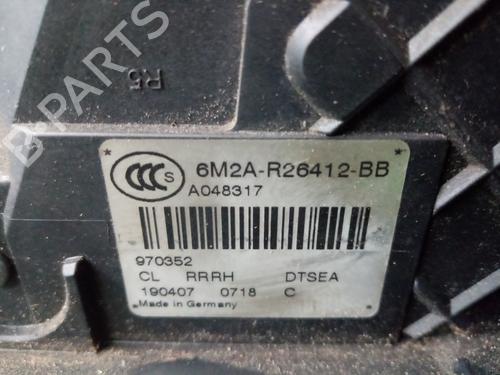 R5
CCC S
6M2A-R26412-BB
A048317
970352
CL RRRH DTSEA
190407 0718 C
Made in Germany
B-PARTS